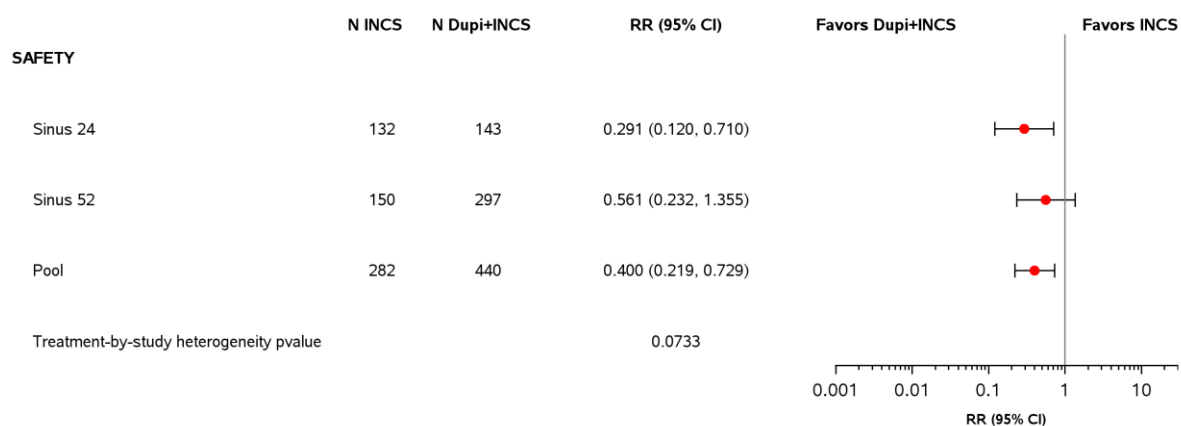 N INCS N Dupi+INCS RR (95% CI) Favors Dupi+INCS Favors INCS
SAFETY
Sinus 24 132 143 0.291 (0.120, 0.710)
Sinus 52 150 297 0.561 (0.232, 1.355)
Pool 282 440 0.400 (0.219, 0.729)
Treatment-by-study heterogeneity pvalue 0.0733
0.001 0.01 0.1 1 10
RR (95% CI)